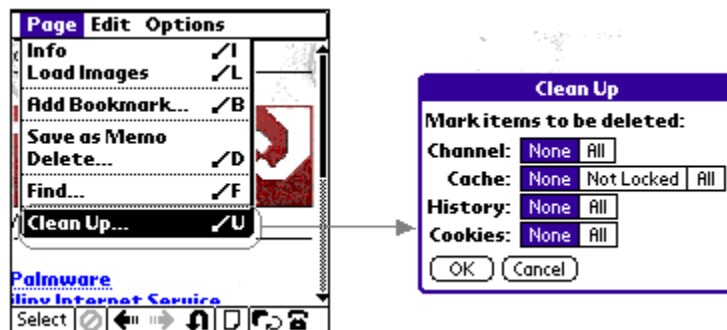 Page Edit Options
Info /I
Load Images /L
Add Bookmark... /B
Save as Memo
Delete... /D
Find... /F
Clean Up... /U
Palmware
Internet Service
Select
Clean Up
Mark items to be deleted:
Channel: None All
Cache: None Not Locked All
History: None All
Cookies: None All
OK Cancel